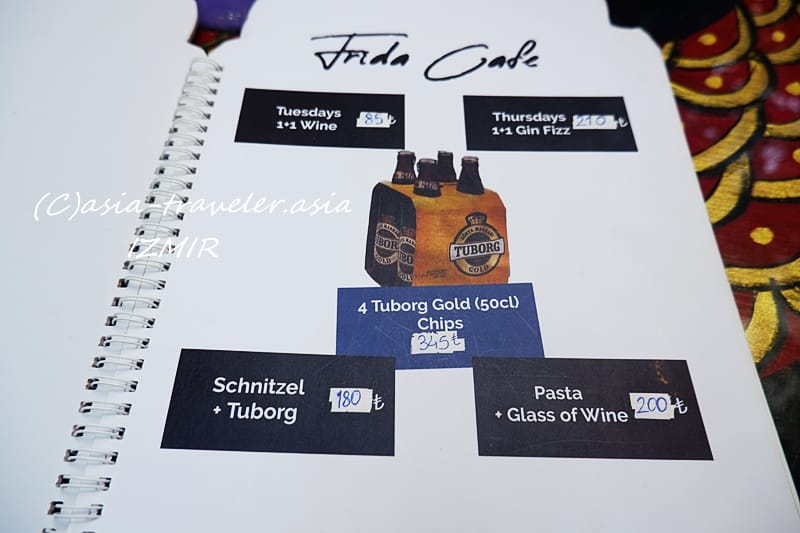 Frida Cafe
Tuesdays
1+1 Wine 85
Thursdays
1+1 Gin Fizz 210 ₺
(C)asia-traveler.asia
IZMIR
TUBORG
GOLD
4 Tuborg Gold (50cl)
Chips
345 ₺
Schnitzel
+ Tuborg
180 ₺
Pasta
+ Glass of Wine
200 ₺